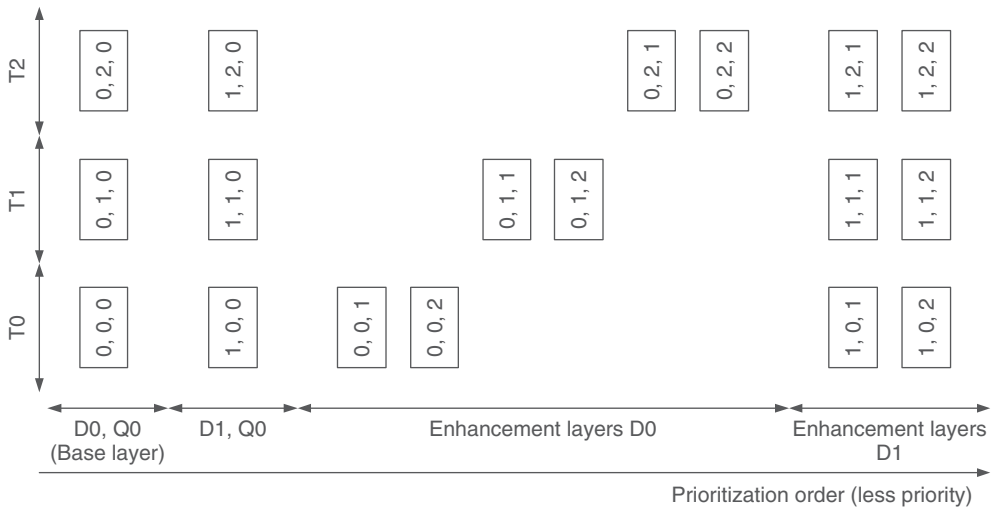 T2
0, 2, 0
1, 2, 0
0, 2, 1
0, 2, 2
1, 2, 1
1, 2, 2
T1
0, 1, 0
1, 1, 0
0, 1, 1
0, 1, 2
1, 1, 1
1, 1, 2
T0
0, 0, 0
1, 0, 0
0, 0, 1
0, 0, 2
1, 0, 1
1, 0, 2
D0, Q0
(Base layer)
D1, Q0
Enhancement layers D0
Enhancement layers
D1
Prioritization order (less priority)